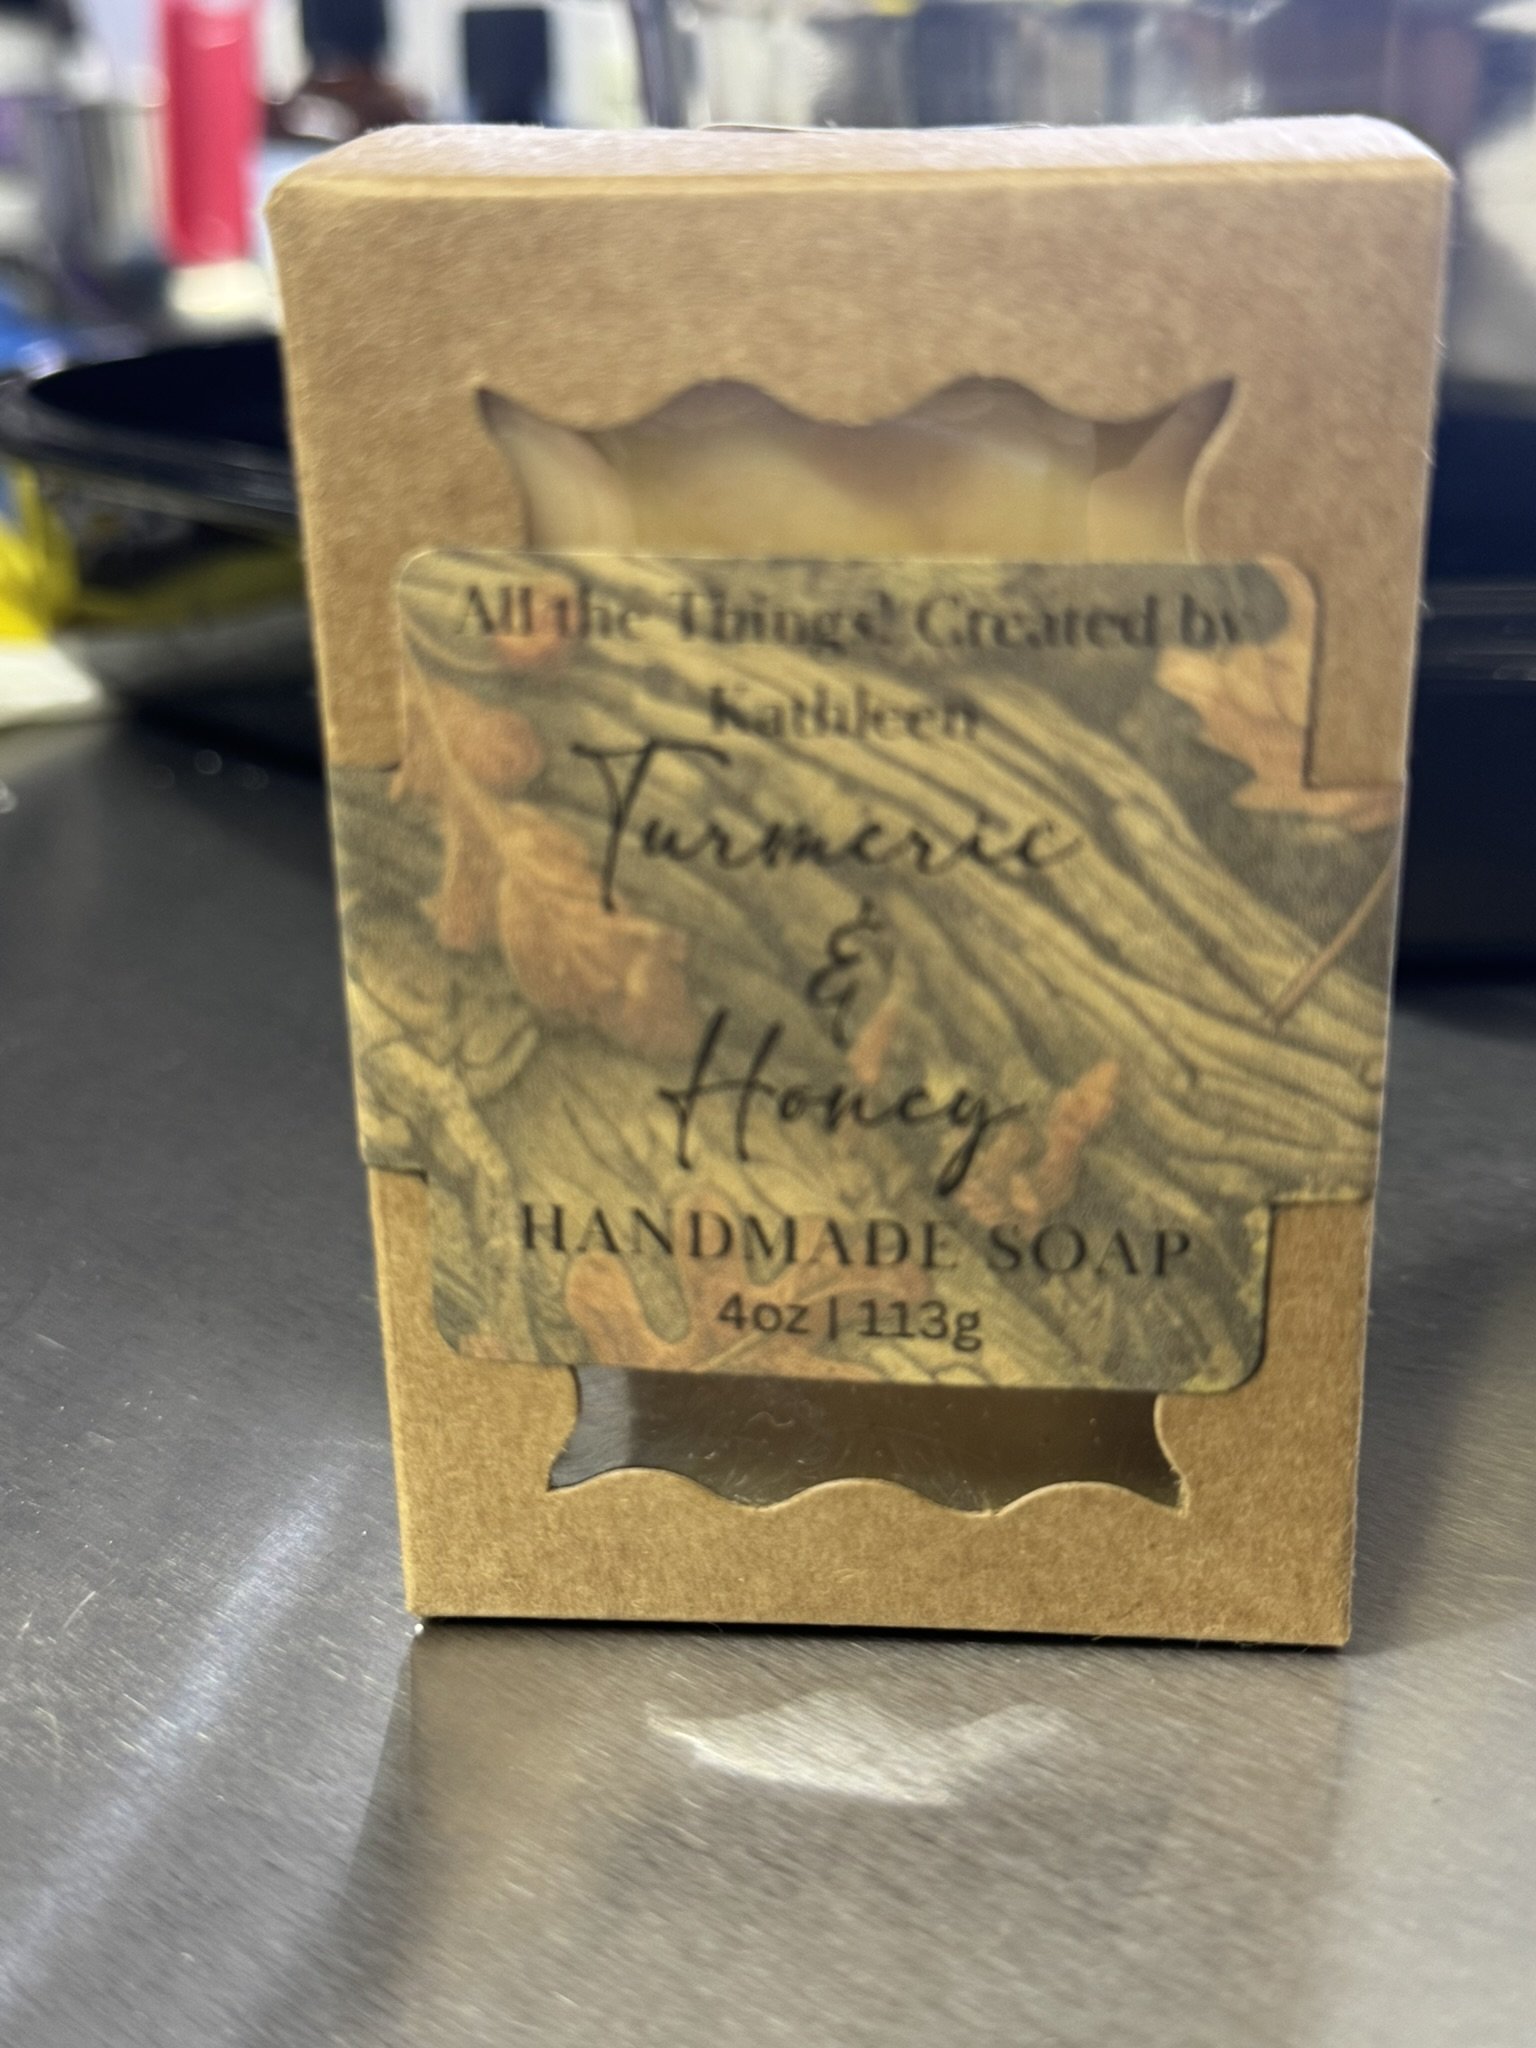 All the Things! Created by
Kathleen
Turmeric
&
Honey
HANDMADE SOAP
4oz | 113g